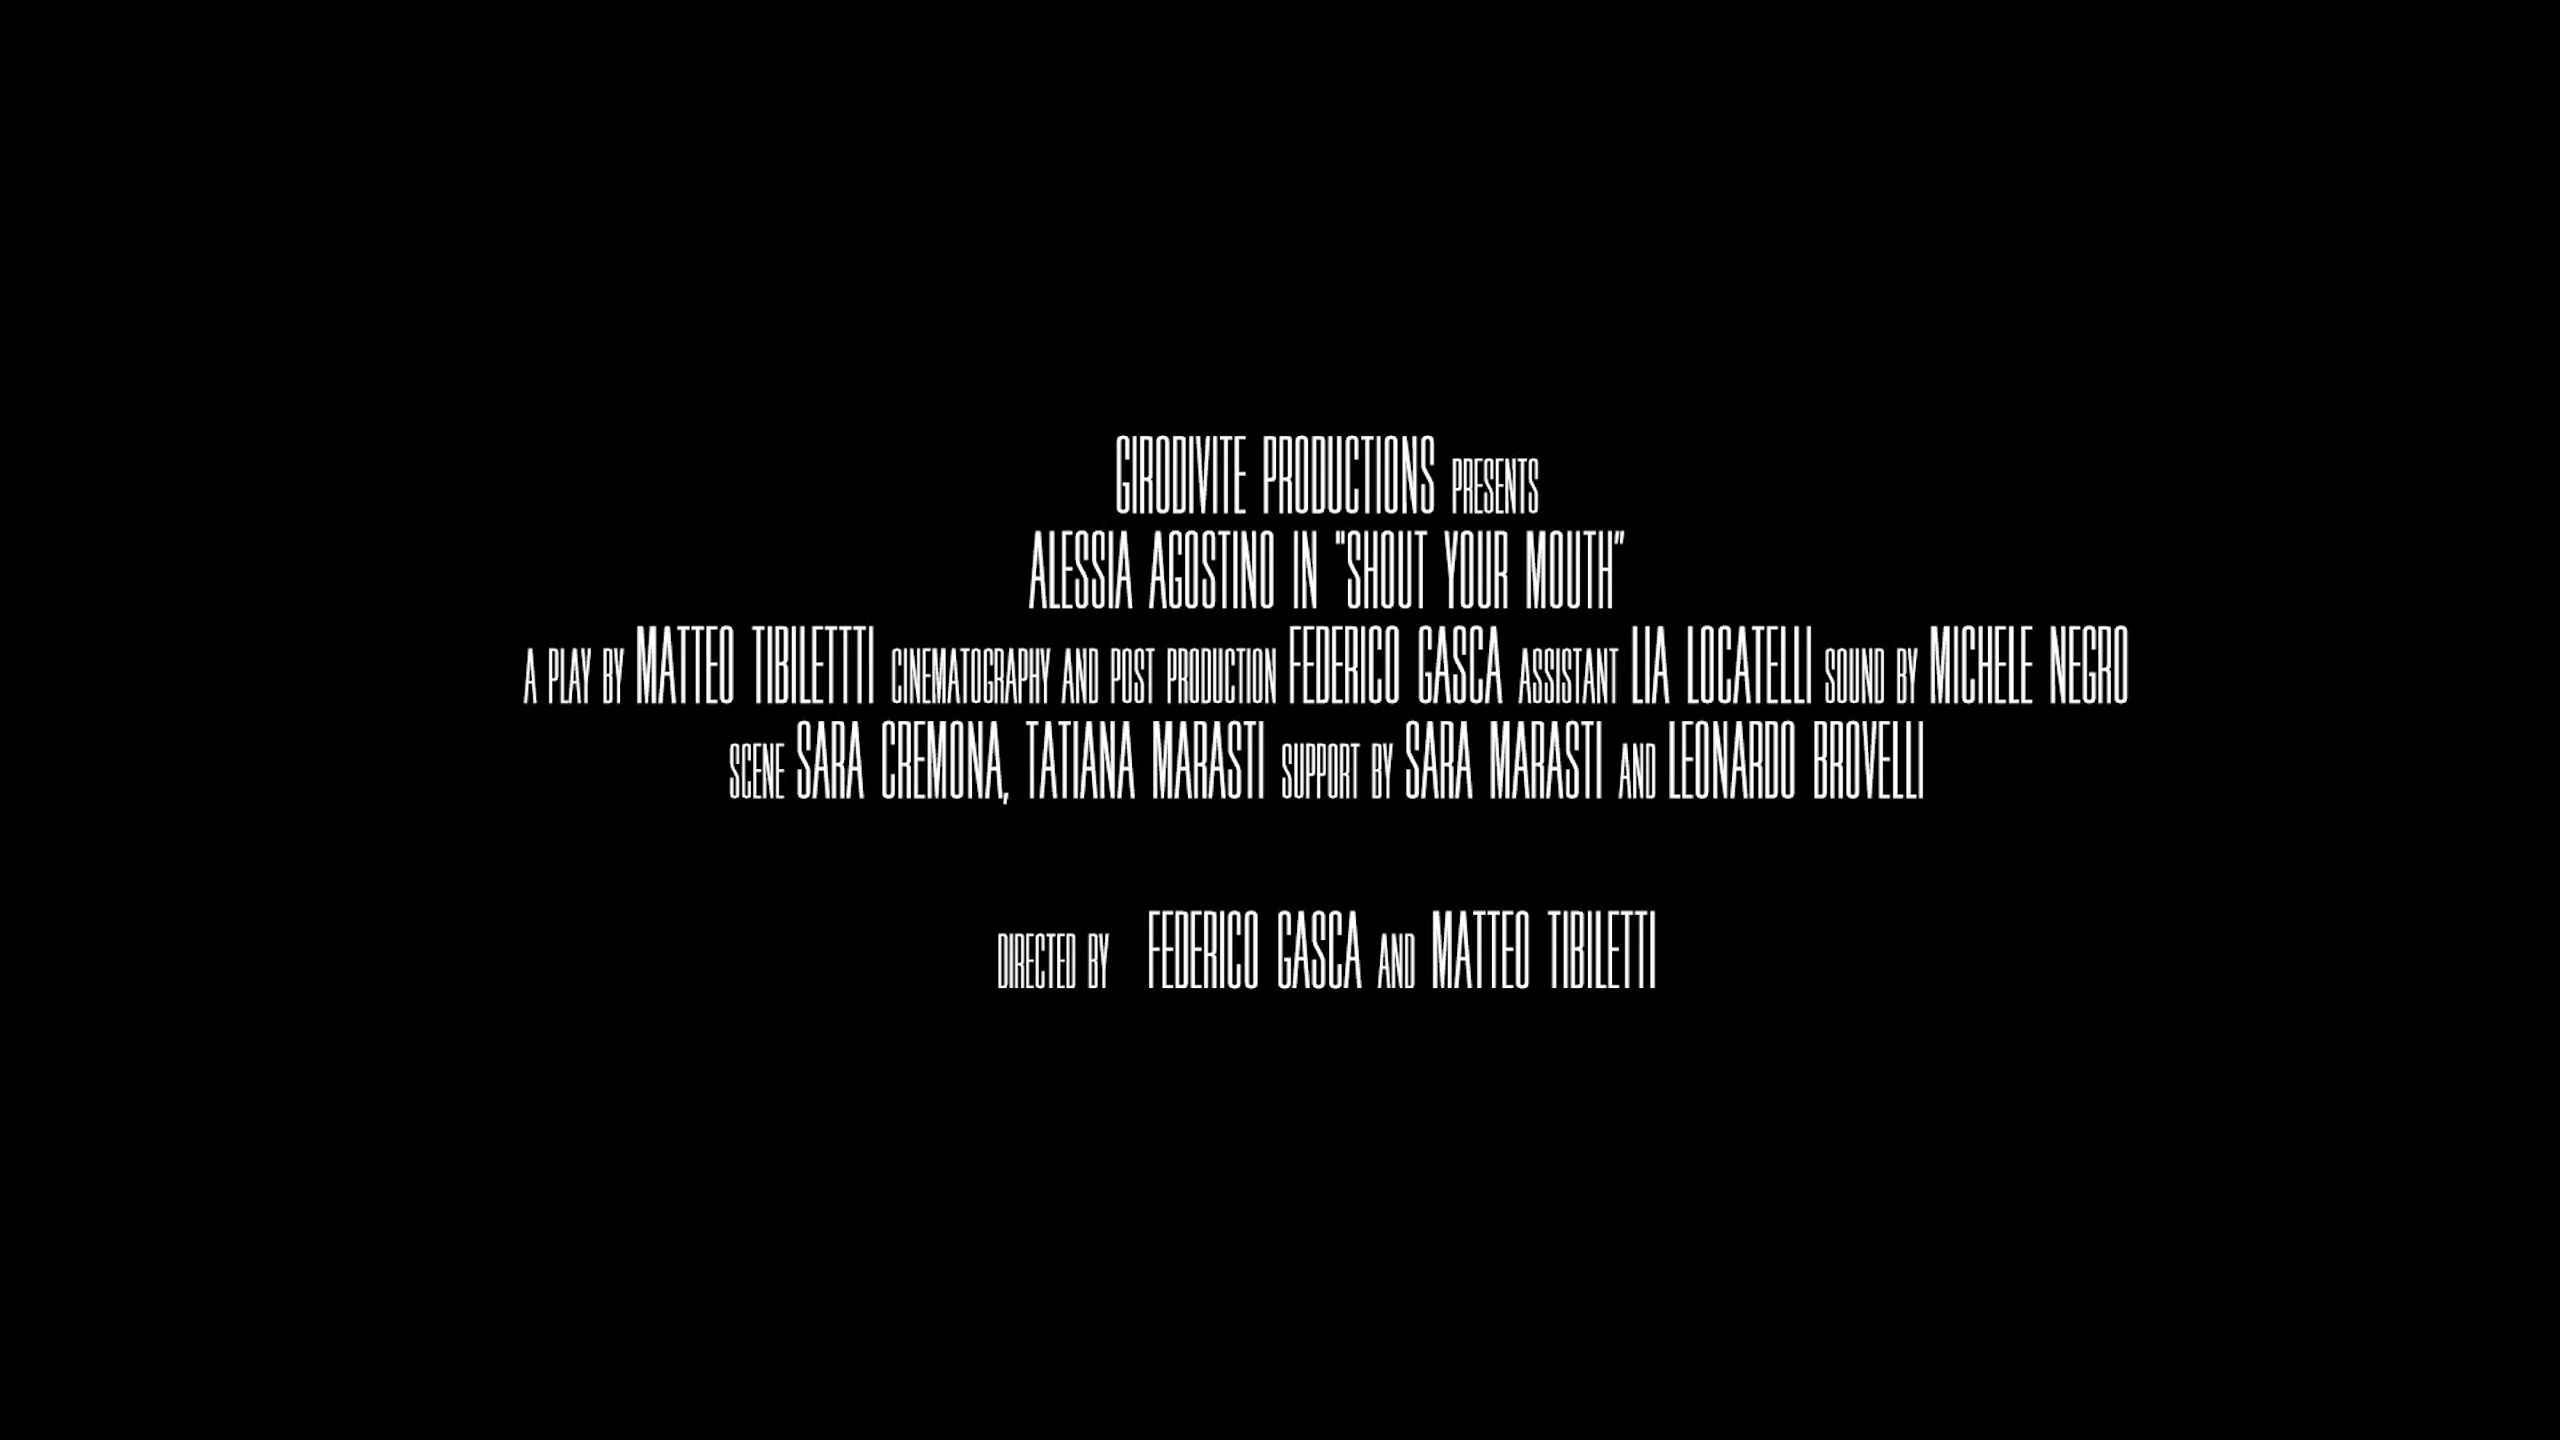 GIRODIVITE PRODUCTIONS PRESENTS
ALESSIA AGOSTINO IN "SHOUT YOUR MOUTH"
A PLAY BY MATTEO TIBILETTTI CINEMATOGRAPHY AND POST PRODUCTION FEDERICO GASCA ASSISTANT LIA LOCATELLI SOUND BY MICHELE NEGRO
SCENE SARA CREMONA, TATIANA MARASTI SUPPORT BY SARA MARASTI AND LEONARDO BROVELLI
DIRECTED BY FEDERICO GASCA AND MATTEO TIBILETTI